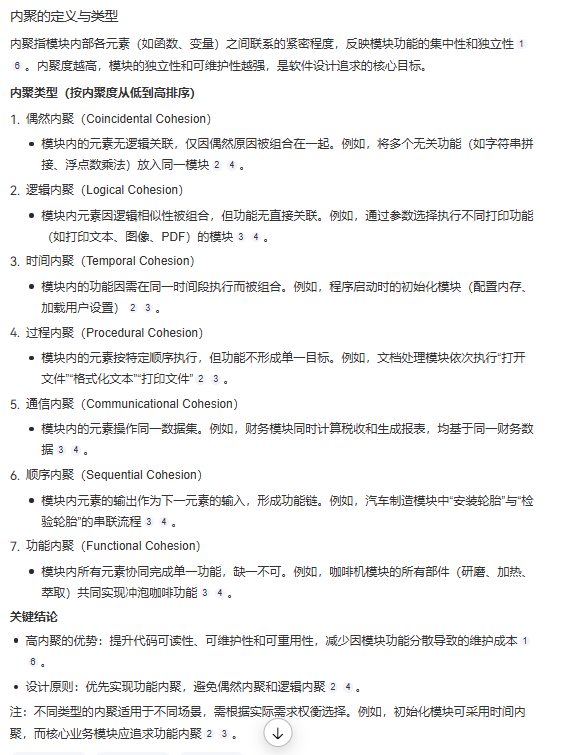 内聚的定义与类型
内聚指模块内部各元素（如函数、变量）之间联系的紧密程度，反映模块功能的集中性和独立性 1
6 。内聚度越高，模块的独立性和可维护性越强，是软件设计追求的核心目标。
内聚类型（按内聚度从低到高排序）
1. 偶然内聚（Coincidental Cohesion）
• 模块内的元素无逻辑关联，仅因偶然原因被组合在一起。例如，将多个无关功能（如字符串拼
接、浮点数乘法）放入同一模块 2 4 。
2. 逻辑内聚（Logical Cohesion）
• 模块内元素因逻辑相似性被组合，但功能无直接关联。例如，通过参数选择执行不同打印功能
（如打印文本、图像、PDF）的模块 3 4 。
3. 时间内聚（Temporal Cohesion）
• 模块内的功能因需在同一时间段执行而被组合。例如，程序启动时的初始化模块（配置内存、
加载用户设置） 2 3 。
4. 过程内聚（Procedural Cohesion）
• 模块内的元素按特定顺序执行，但功能不形成单一目标。例如，文档处理模块依次执行“打开
文件”“格式化文本”“打印文件” 2 3 。
5. 通信内聚（Communicational Cohesion）
• 模块内的元素操作同一数据集。例如，财务模块同时计算税收和生成报表，均基于同一财务数
据 3 4 。
6. 顺序内聚（Sequential Cohesion）
• 模块内元素的输出作为下一元素的输入，形成功能链。例如，汽车制造模块中“安装轮胎”与“检
验轮胎”的串联流程 3 4 。
7. 功能内聚（Functional Cohesion）
• 模块内所有元素协同完成单一功能，缺一不可。例如，咖啡机模块的所有部件（研磨、加热、
萃取）共同实现冲泡咖啡功能 3 4 。
关键结论
• 高内聚的优势：提升代码可读性、可维护性和可重用性，减少因模块功能分散导致的维护成本 1
6 。
• 设计原则：优先实现功能内聚，避免偶然内聚和逻辑内聚 2 4 。
注：不同类型的内聚适用于不同场景，需根据实际需求权衡选择。例如，初始化模块可采用时间内
聚，而核心业务模块应追求功能内聚 2 3 。